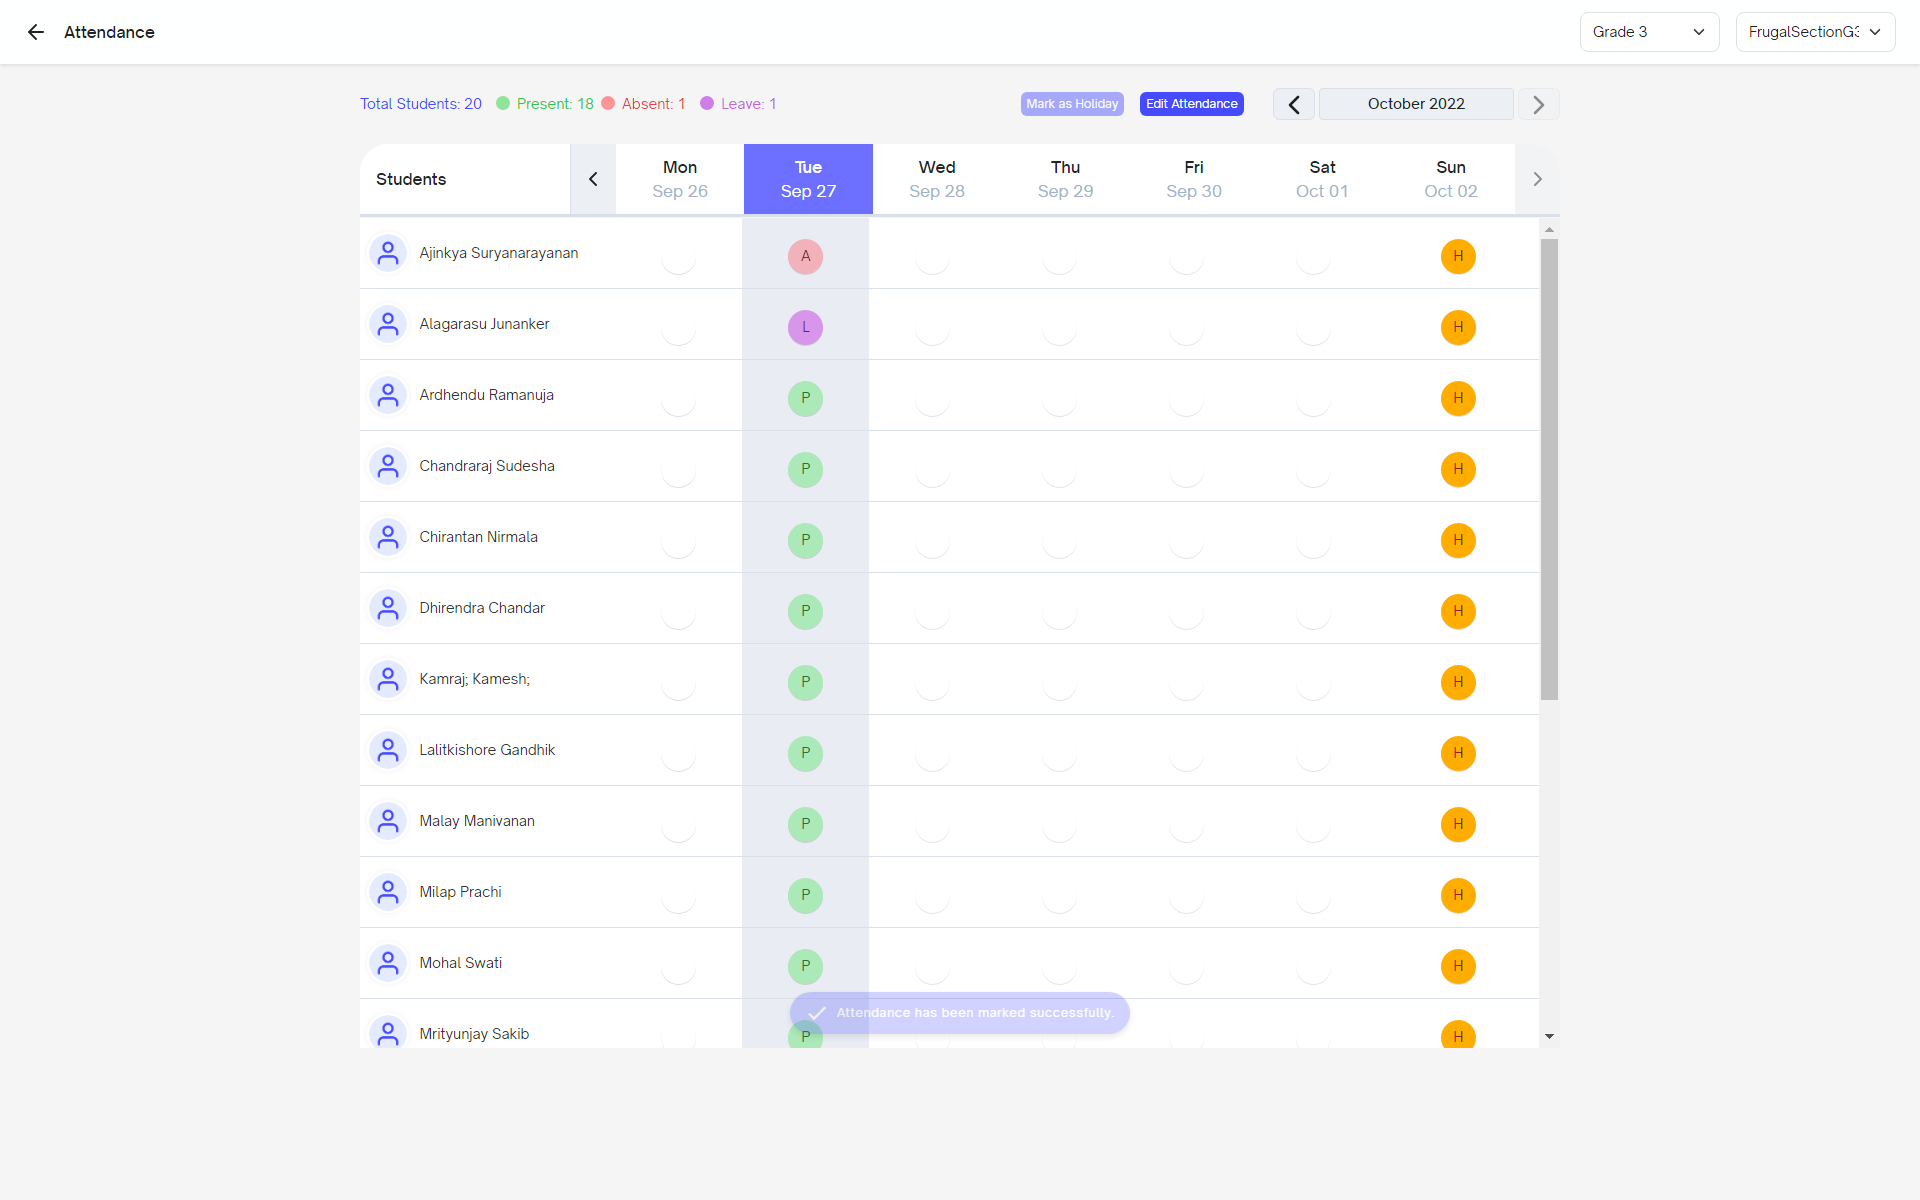 Attendance
Grade 3
FrugalSectionG3
Total Students: 20 Present: 18 Absent: 1 Leave: 1
Mark as Holiday
Edit Attendance
October 2022
Students
Mon Tue Wed Thu Fri Sat Sun
Sep 26 Sep 27 Sep 28 Sep 29 Sep 30 Oct 01 Oct 02
Ajinkya Suryanarayanan A H
Alagarasu Junanker L H
Ardhendu Ramanuja P H
Chandraraj Sudesha P H
Chirantan Nirmala P H
Dhirendra Chandar P H
Kamraj; Kamesh; P H
Lalitkishore Gandhik P H
Malay Manivanan P H
Milap Prachi P H
Mohal Swati P H
Attendance has been marked successfully.
Mrityunjay Sakib P H